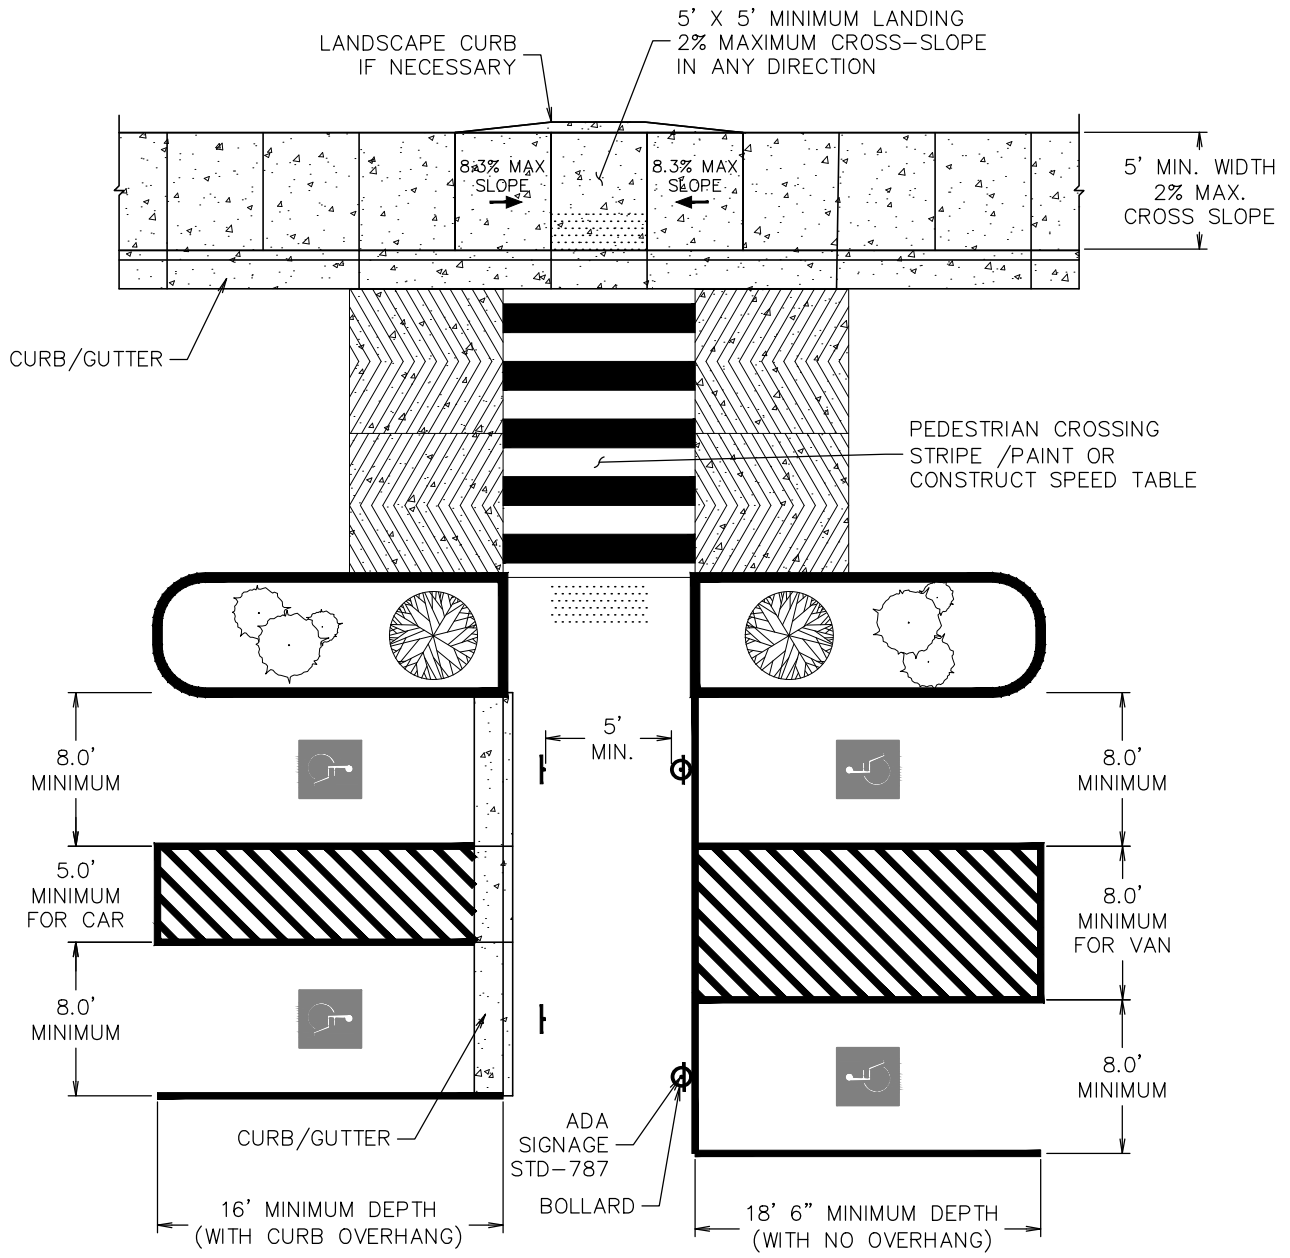 5' X 5' MINIMUM LANDING
2% MAXIMUM CROSS-SLOPE
IN ANY DIRECTION
LANDSCAPE CURB
IF NECESSARY
8.3% MAX
SLOPE
8.3% MAX
SLOPE
5' MIN. WIDTH
2% MAX.
CROSS SLOPE
CURB/GUTTER
PEDESTRIAN CROSSING
STRIPE /PAINT OR
CONSTRUCT SPEED TABLE
5'
MIN.
8.0'
MINIMUM
8.0'
MINIMUM
5.0'
MINIMUM
FOR CAR
8.0'
MINIMUM
FOR VAN
8.0'
MINIMUM
8.0'
MINIMUM
CURB/GUTTER
ADA
SIGNAGE
STD-787
BOLLARD
16' MINIMUM DEPTH
(WITH CURB OVERHANG)
18' 6" MINIMUM DEPTH
(WITH NO OVERHANG)